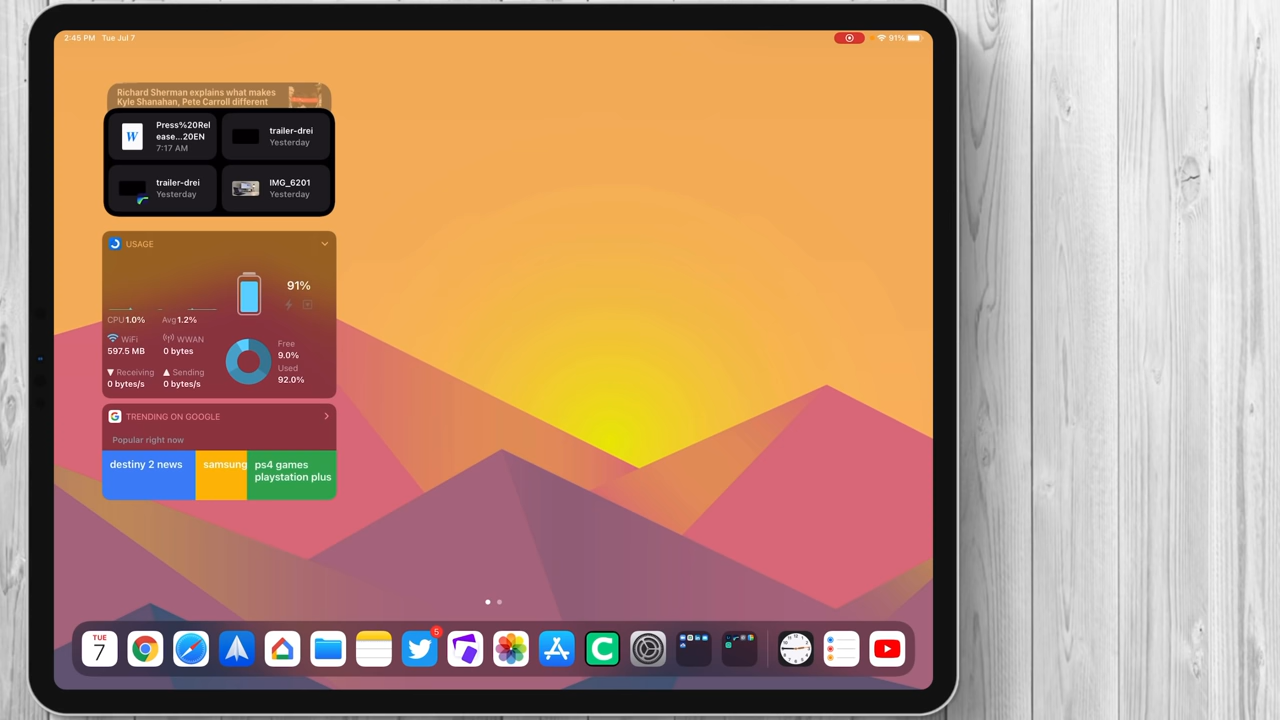 2:45 PM Tue Jul 7
91%
Richard Sherman explains what makes
Kyle Shanahan, Pete Carroll different
W
Press%20Rel
ease...20EN
7:17 AM
trailer-drei
Yesterday
trailer-drei
Yesterday
IMG_6201
Yesterday
USAGE
91%
CPU 1.0% Avg 1.2%
WiFi
597.5 MB
WWAN
0 bytes
Receiving
0 bytes/s
Sending
0 bytes/s
Free
9.0%
Used
92.0%
G TRENDING ON GOOGLE
Popular right now
destiny 2 news
samsung
ps4 games
playstation plus
TUE
7
5
C